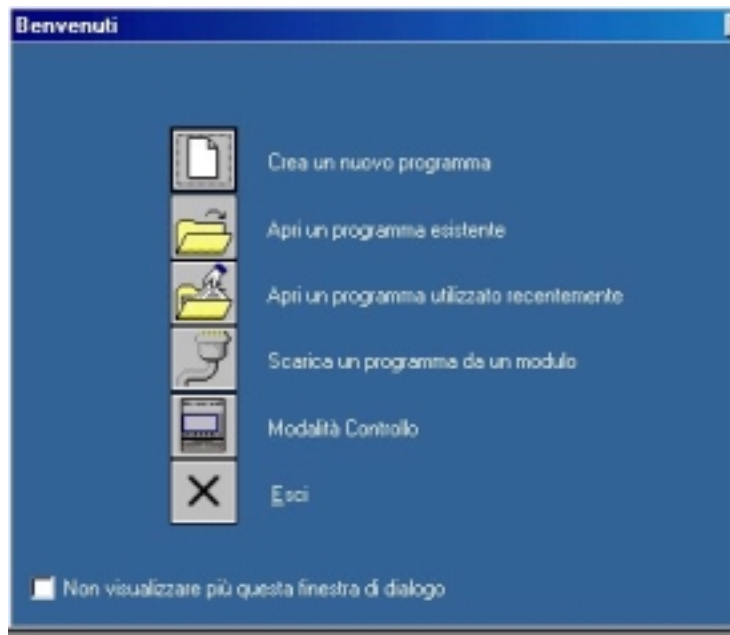 Benvenuti
Crea un nuovo programma
Apri un programma esistente
Apri un programma utilizzato recentemente
Scarica un programma da un modulo
Modalità Controllo
Esci
Non visualizzare più questa finestra di dialogo